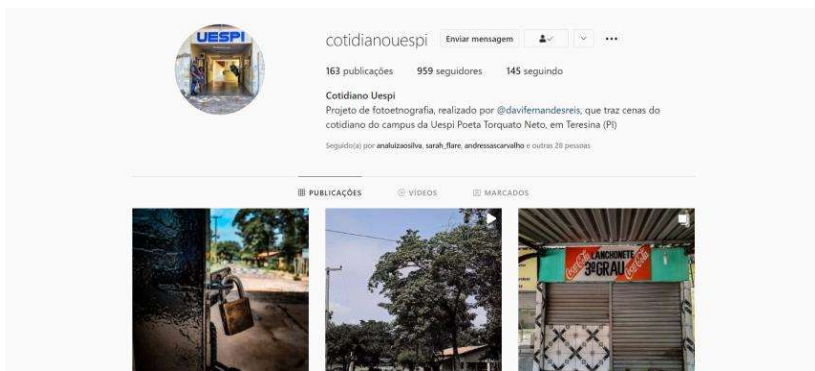 UESPI
cotidianouespi Enviar mensagem
163 publicações 959 seguidores 145 seguindo
Cotidiano Uespi
Projeto de fotoetnografia, realizado por @davifernandesreis, que traz cenas do
cotidiano do campus da Uespi Poeta Torquato Neto, em Teresina (PI)
Seguido(a) por analuizaosilva, sarah_flare, andressascarvalho e outras 28 pessoas
PUBLICAÇÕES VÍDEOS MARCADOS
Coca-Cola LANCHONETE Coca-Cola
3º GRAU